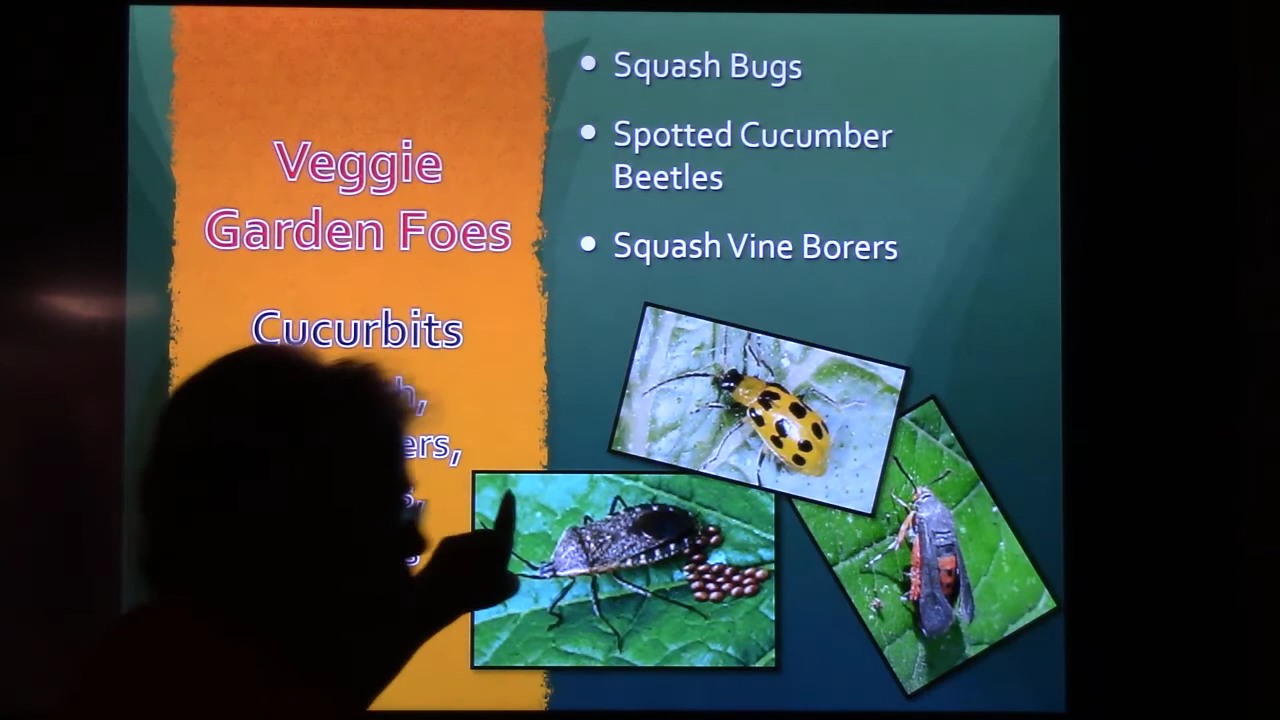 Veggie
Garden Foes
Cucurbits
• Squash Bugs
• Spotted Cucumber
Beetles
• Squash Vine Borers